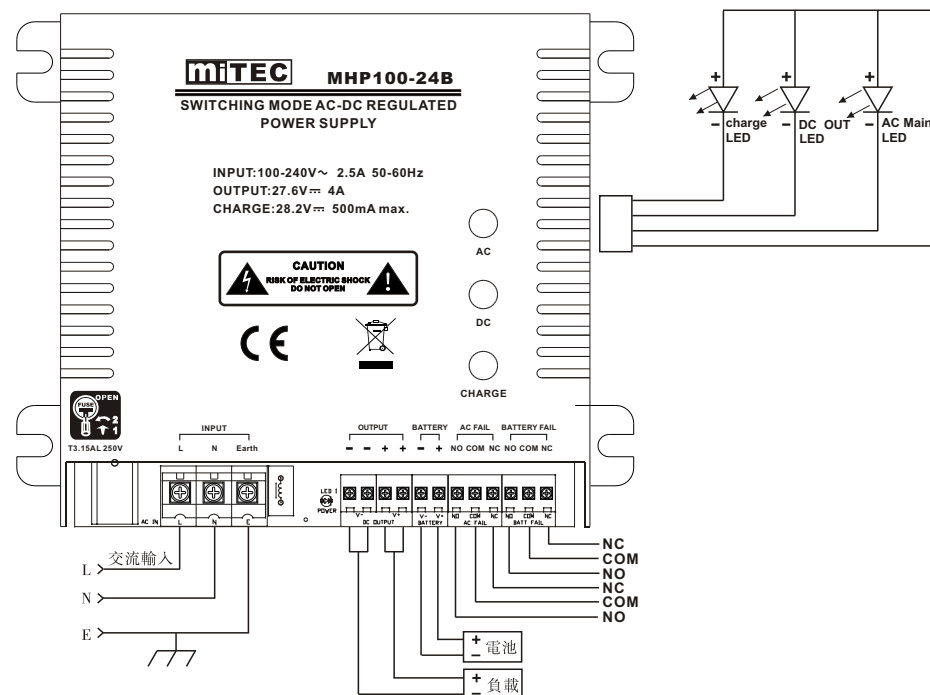 miTEC MHP100-24B
SWITCHING MODE AC-DC REGULATED
POWER SUPPLY
INPUT:100-240V~ 2.5A 50-60Hz
OUTPUT:27.6V⎓ 4A
CHARGE:28.2V⎓ 500mA max.
AC
CAUTION
RISK OF ELECTRIC SHOCK
DO NOT OPEN
DC
CE
CHARGE
+ + +
− charge LED
− DC OUT LED
− AC Main LED
OPEN
FUSE
2
1
T3.15AL 250V
INPUT
L N Earth
OUTPUT BATTERY AC FAIL BATTERY FAIL
− − + + − + NO COM NC NO COM NC
LED 1
POWER
AC IN L N E
V- V+ V- V+ NO COM NC NO COM NC
DC OUTPUT BATTERY AC FAIL BATT FAIL
L 交流輸入
N
E
NC
COM
NO
NC
COM
NO
+ − 電池
+ − 負載